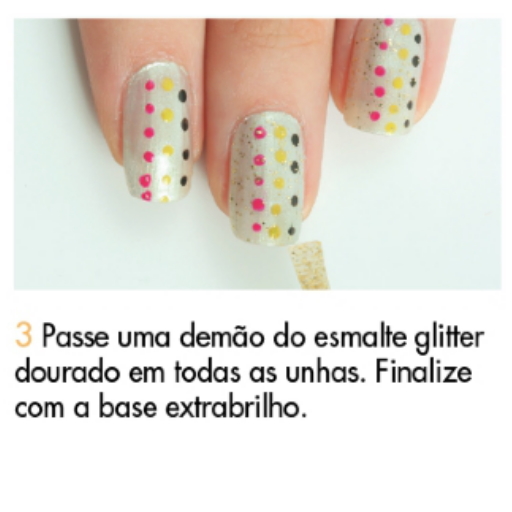 3 Passe uma demão do esmalte glitter
dourado em todas as unhas. Finalize
com a base extrabrilho.